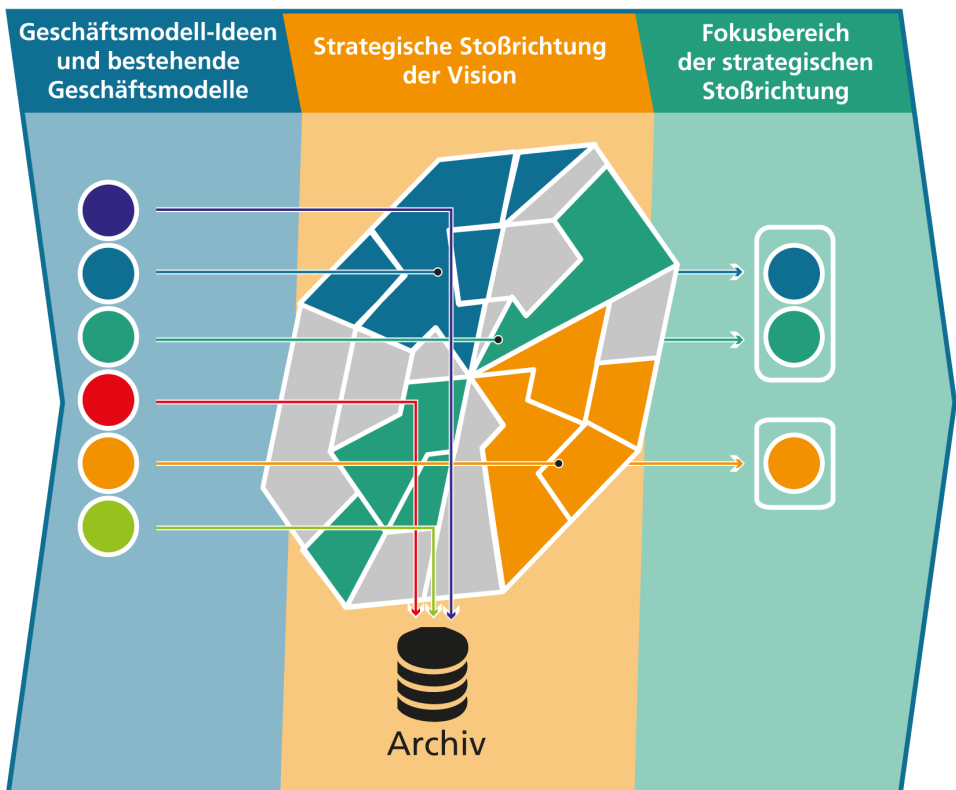 Geschäftsmodell-Ideen
und bestehende
Geschäftsmodelle
Strategische Stoßrichtung
der Vision
Fokusbereich
der strategischen
Stoßrichtung
Archiv